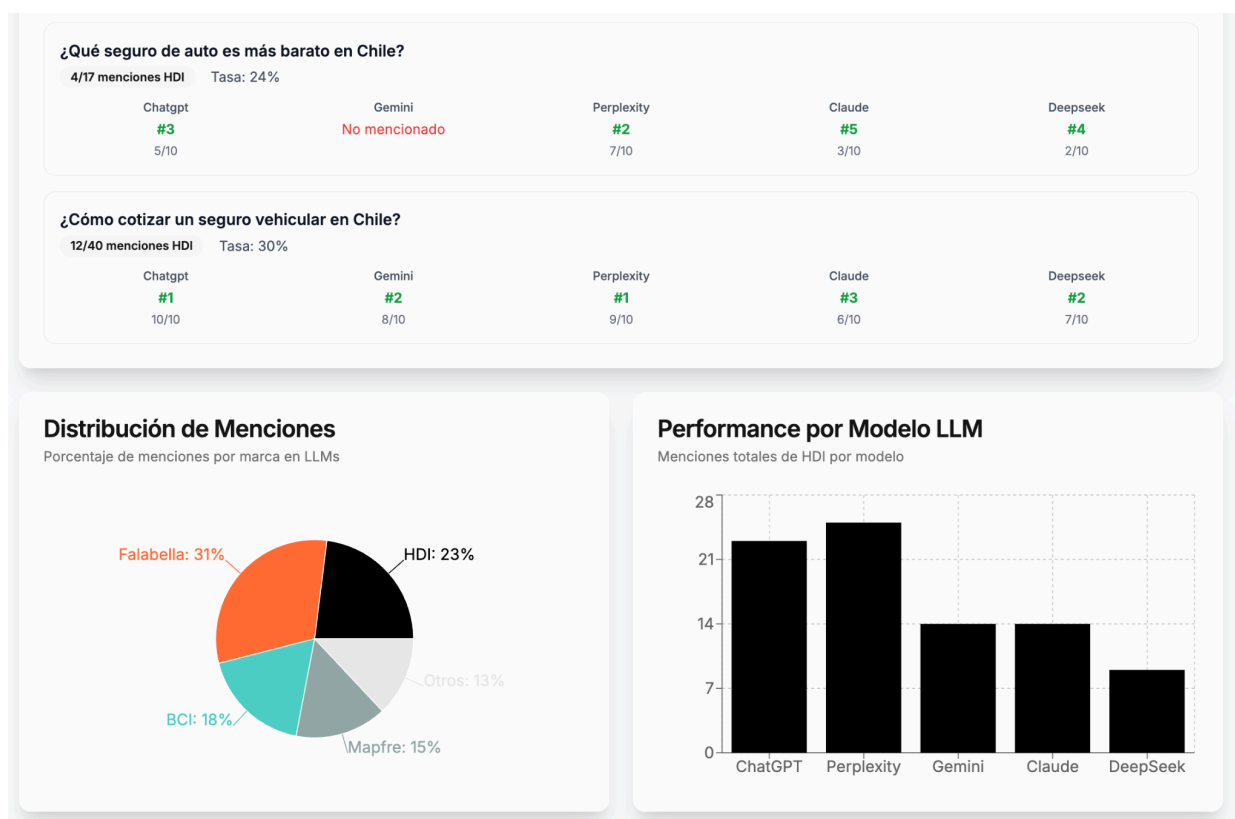 ¿Qué seguro de auto es más barato en Chile?
4/17 menciones HDI Tasa: 24%
Chatgpt Gemini Perplexity Claude Deepseek
#3 No mencionado #2 #5 #4
5/10 7/10 3/10 2/10
¿Cómo cotizar un seguro vehicular en Chile?
12/40 menciones HDI Tasa: 30%
Chatgpt Gemini Perplexity Claude Deepseek
#1 #2 #1 #3 #2
10/10 8/10 9/10 6/10 7/10
Distribución de Menciones
Porcentaje de menciones por marca en LLMs
Falabella: 31%
HDI: 23%
Otros: 13%
BCI: 18%
Mapfre: 15%
Performance por Modelo LLM
Menciones totales de HDI por modelo
28
21
14
7
0
ChatGPT Perplexity Gemini Claude DeepSeek